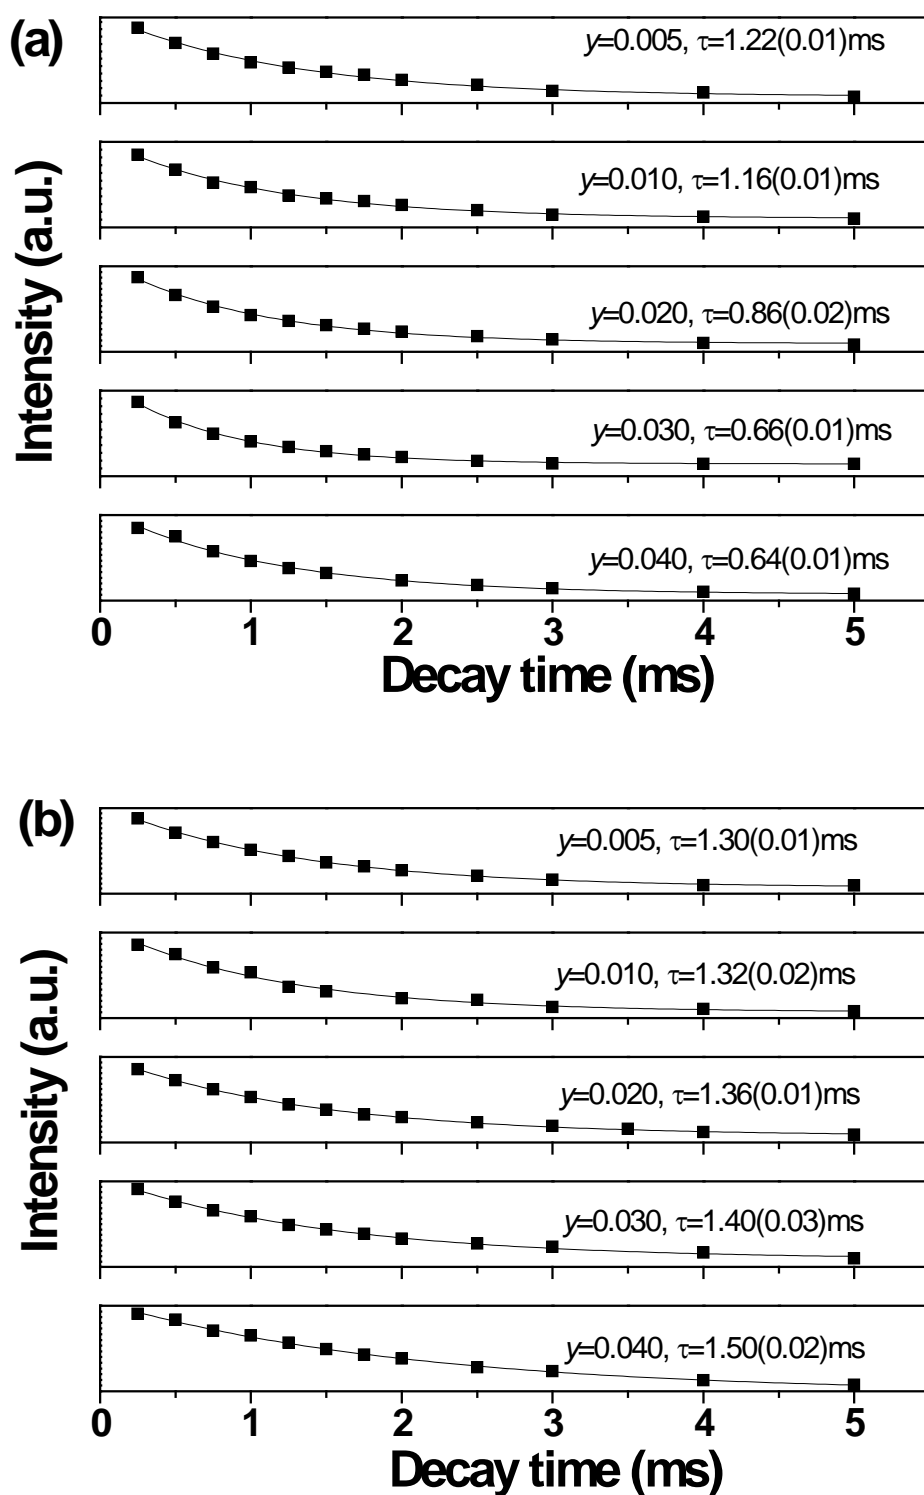 (a)
y=0.005, τ=1.22(0.01)ms
y=0.010, τ=1.16(0.01)ms
y=0.020, τ=0.86(0.02)ms
y=0.030, τ=0.66(0.01)ms
y=0.040, τ=0.64(0.01)ms
Intensity (a.u.)
0 1 2 3 4 5
Decay time (ms)
(b)
y=0.005, τ=1.30(0.01)ms
y=0.010, τ=1.32(0.02)ms
y=0.020, τ=1.36(0.01)ms
y=0.030, τ=1.40(0.03)ms
y=0.040, τ=1.50(0.02)ms
Intensity (a.u.)
0 1 2 3 4 5
Decay time (ms)